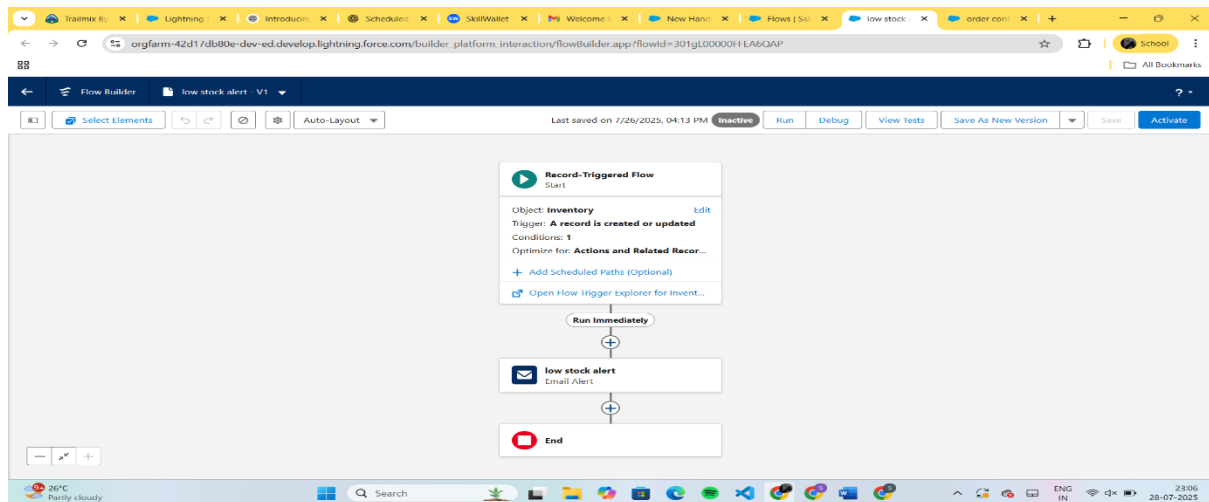 Trailmix By
Lightning
Introducin
Scheduled
SkillWallet
Welcome
New Hand
Flows | Sal
low stock
order conf
orgfarm-42d17db80e-dev-ed.develop.lightning.force.com/builder_platform_interaction/flowBuilder.app?flowId=301gL00000FFEA6QAP
School
All Bookmarks
Flow Builder
low stock alert - V1
?
Select Elements
Auto-Layout
Last saved on 7/26/2025, 04:13 PM
Inactive
Run
Debug
View Tests
Save As New Version
Save
Activate
Record-Triggered Flow
Start
Object: Inventory
Edit
Trigger: A record is created or updated
Conditions: 1
Optimize for: Actions and Related Recor...
+ Add Scheduled Paths (Optional)
Open Flow Trigger Explorer for Invent...
Run Immediately
low stock alert
Email Alert
End
26°C
Partly cloudy
Search
ENG
IN
23:06
28-07-2025